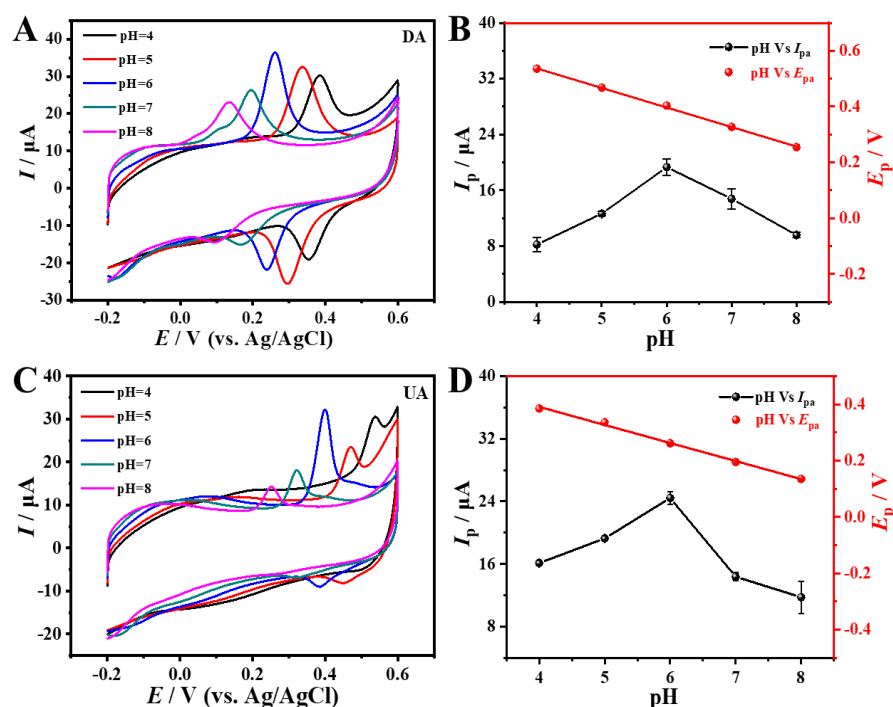 A
DA
pH=4
pH=5
pH=6
pH=7
pH=8
I / μA
40
30
20
10
0
-10
-20
-30
-0.2 0.0 0.2 0.4 0.6
E / V (vs. Ag/AgCl)
B
pH Vs Ipa
pH Vs Epa
Ip / μA
40
32
24
16
8
0
Ep / V
0.6
0.4
0.2
0.0
-0.2
4 5 6 7 8
pH
C
UA
pH=4
pH=5
pH=6
pH=7
pH=8
I / μA
40
30
20
10
0
-10
-20
-0.2 0.0 0.2 0.4 0.6
E / V (vs. Ag/AgCl)
D
pH Vs Ipa
pH Vs Epa
Ip / μA
40
32
24
16
8
Ep / V
0.4
0.2
0.0
-0.2
-0.4
4 5 6 7 8
pH